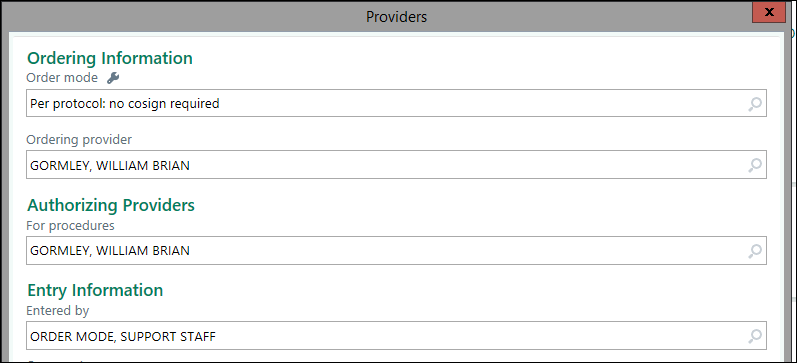 Providers
x
Ordering Information
Order mode
Per protocol: no cosign required
Ordering provider
GORMLEY, WILLIAM BRIAN
Authorizing Providers
For procedures
GORMLEY, WILLIAM BRIAN
Entry Information
Entered by
ORDER MODE, SUPPORT STAFF